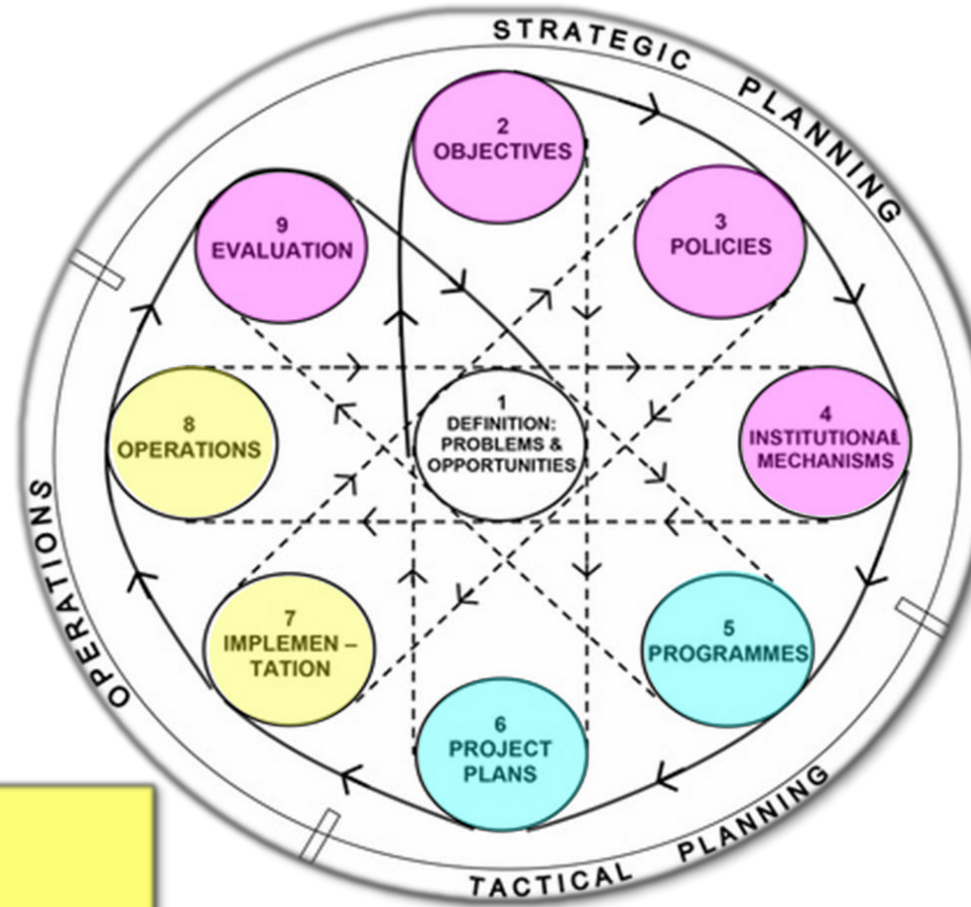 STRATEGIC PLANNING
2
OBJECTIVES
3
POLICIES
9
EVALUATION
1
DEFINITION:
PROBLEMS &
OPPORTUNITIES
4
INSTITUTIONAL
MECHANISMS
8
OPERATIONS
7
IMPLEMEN –
TATION
5
PROGRAMMES
6
PROJECT
PLANS
OPERATIONS
TACTICAL PLANNING